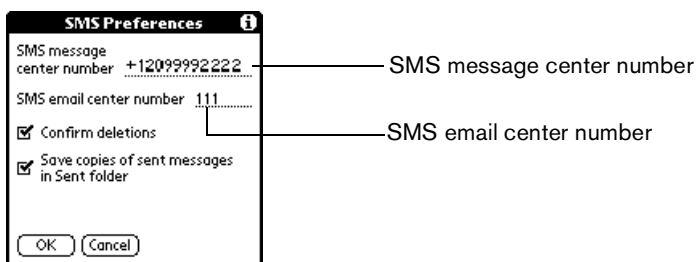 SMS Preferences i
SMS message
center number +12099992222
SMS message center number
SMS email center number 111
SMS email center number
Confirm deletions
Save copies of sent messages
in Sent folder
OK Cancel